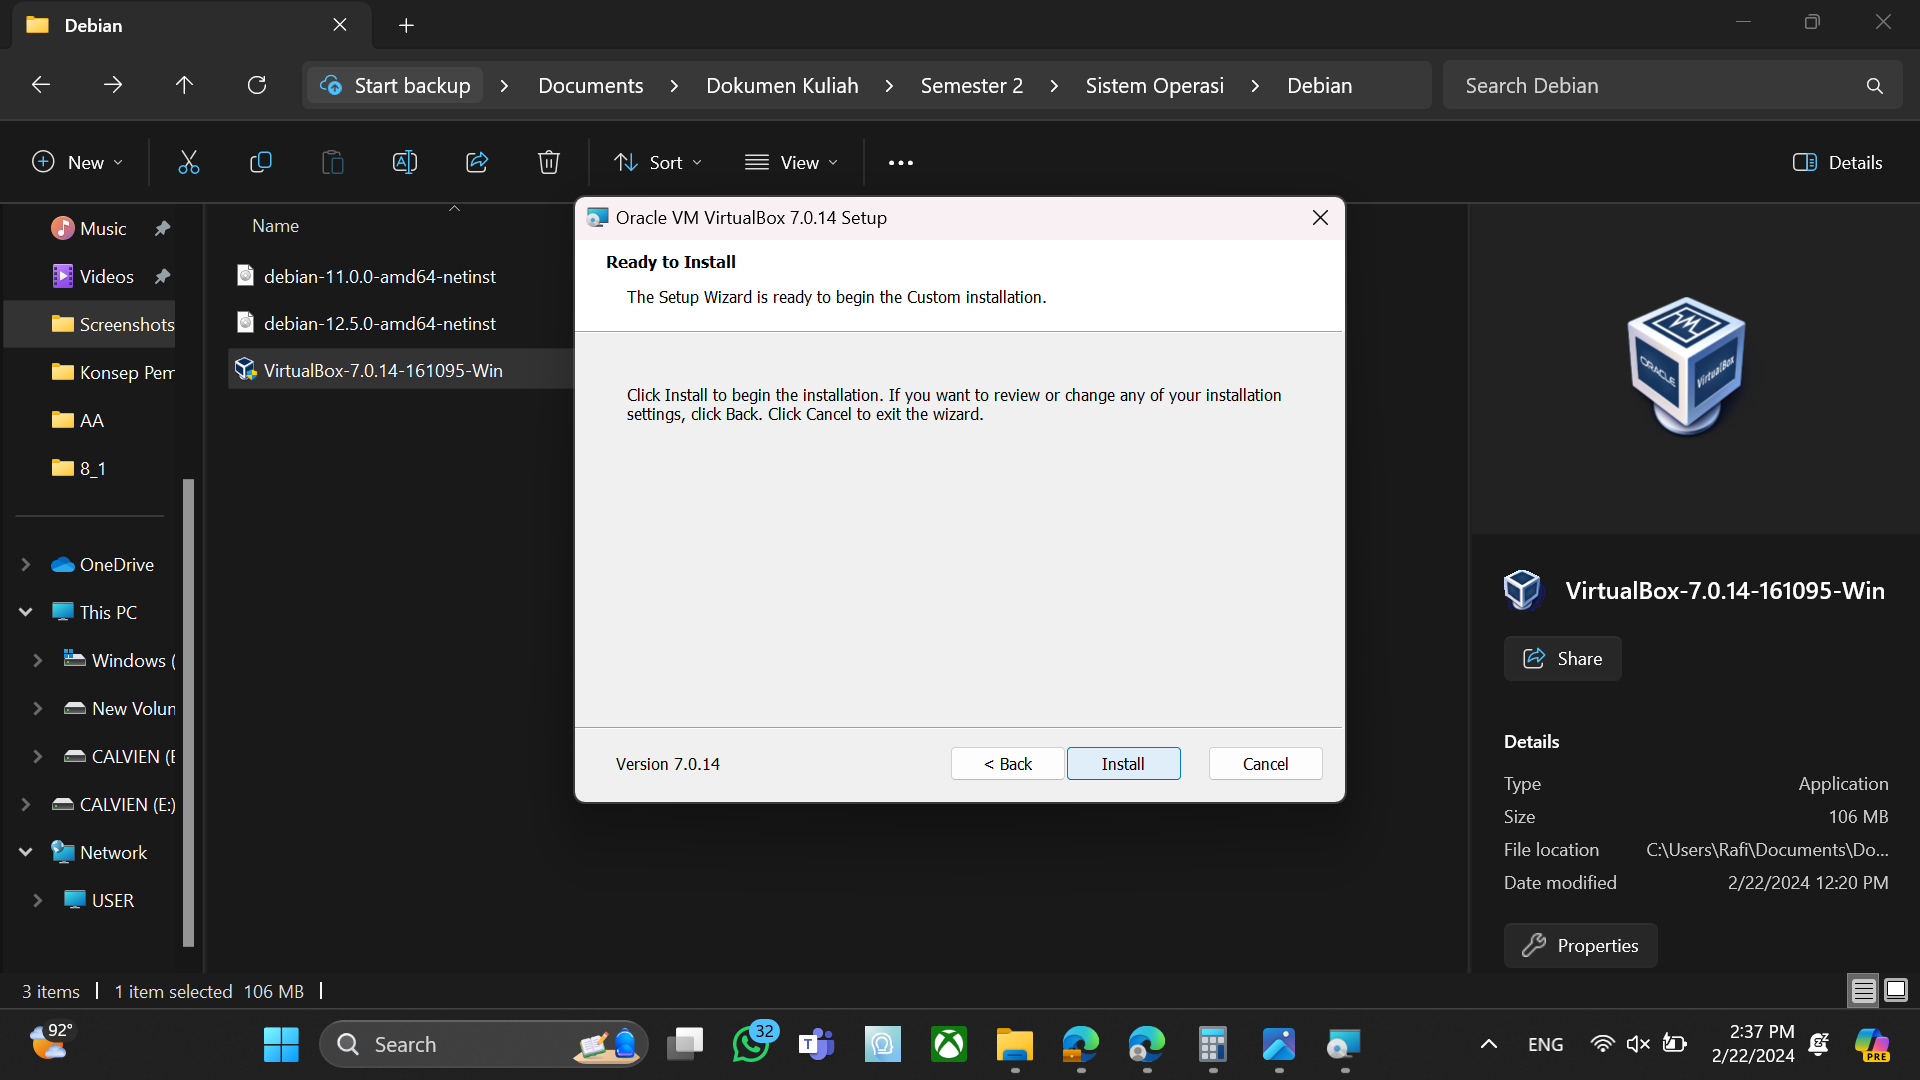 Debian
Start backup > Documents > Dokumen Kuliah > Semester 2 > Sistem Operasi > Debian
Search Debian
New
Sort
View
Details
Music
Videos
Screenshots
Konsep Pem
AA
8_1
OneDrive
This PC
Windows (
New Volun
CALVIEN (E
CALVIEN (E:)
Network
USER
Name
debian-11.0.0-amd64-netinst
debian-12.5.0-amd64-netinst
VirtualBox-7.0.14-161095-Win
Oracle VM VirtualBox 7.0.14 Setup
Ready to Install
The Setup Wizard is ready to begin the Custom installation.
Click Install to begin the installation. If you want to review or change any of your installation
settings, click Back. Click Cancel to exit the wizard.
Version 7.0.14
< Back
Install
Cancel
ORACLE
VirtualBox
VirtualBox-7.0.14-161095-Win
Share
Details
Type Application
Size 106 MB
File location C:\Users\Rafi\Documents\Do...
Date modified 2/22/2024 12:20 PM
Properties
3 items
1 item selected 106 MB
92°
Search
32
ENG
2:37 PM
2/22/2024
PRE